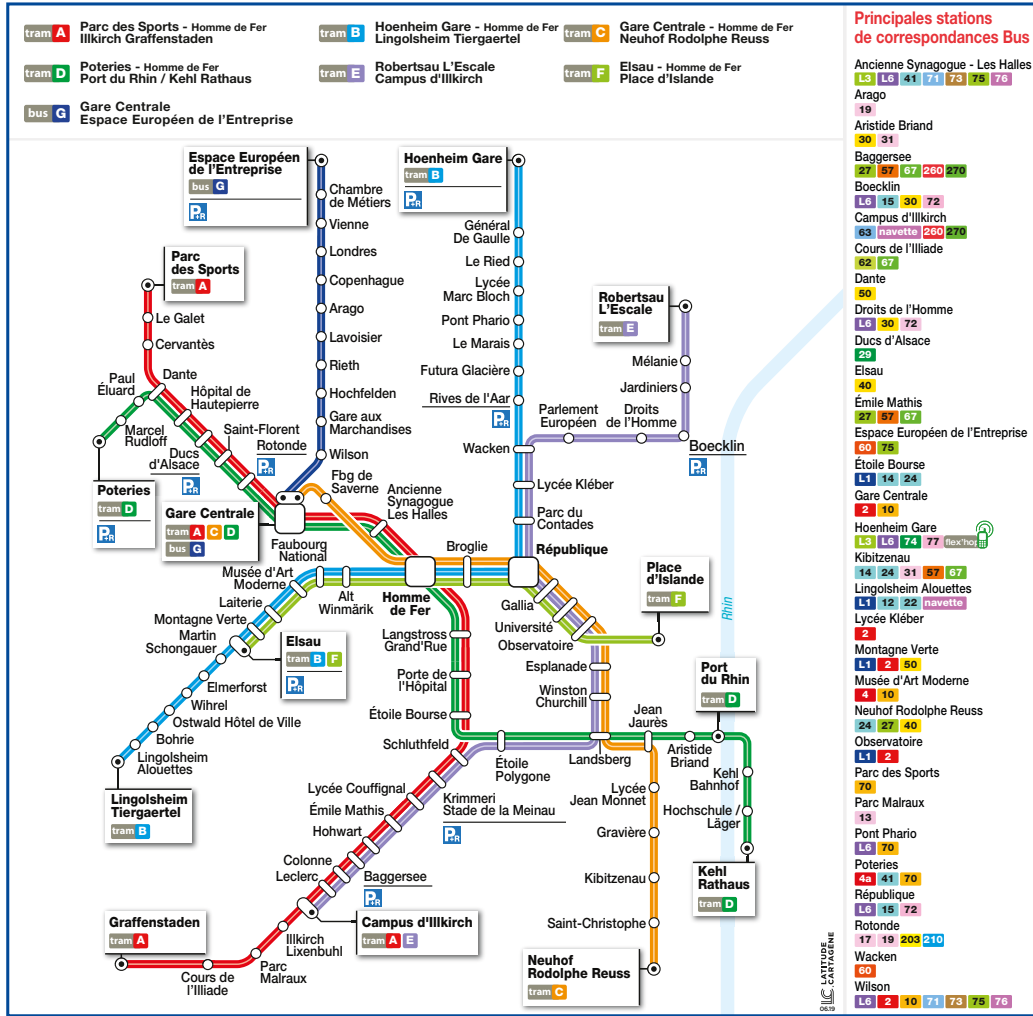 tram A Parc des Sports - Homme de Fer
Illkirch Graffenstaden
tram B Hoenheim Gare - Homme de Fer
Lingolsheim Tiergaertel
tram C Gare Centrale - Homme de Fer
Neuhof Rodolphe Reuss
tram D Poteries - Homme de Fer
Port du Rhin / Kehl Rathaus
tram E Robertsau L'Escale
Campus d'Illkirch
tram F Elsau - Homme de Fer
Place d'Islande
bus G Gare Centrale
Espace Européen de l'Entreprise
Espace Européen
de l'Entreprise
bus G
P+R
Chambre
de Métiers
Vienne
Londres
Copenhague
Arago
Lavoisier
Rieth
Hochfelden
Gare aux
Marchandises
Wilson
Hoenheim Gare
tram B
P+R
Général
De Gaulle
Le Ried
Lycée
Marc Bloch
Pont Phario
Le Marais
Futura Glacière
Rives de l'Aar
P+R
Wacken
Lycée Kléber
Parc du
Contades
République
Robertsau
L'Escale
tram E
Mélanie
Jardiniers
Boecklin
P+R
Droits
de l'Homme
Parlement
Européen
Parc
des Sports
tram A
Le Galet
Cervantès
Dante
Paul
Éluard
Marcel
Rudloff
Poteries
tram D
P+R
Hôpital de
Hautepierre
Saint-Florent
Ducs
d'Alsace
P+R
Rotonde
P+R
Gare Centrale
tram A C D
bus G
Fbg de
Saverne
Faubourg
National
Ancienne
Synagogue
Les Halles
Broglie
Homme
de Fer
Alt
Winmärik
Musée d'Art
Moderne
Laiterie
Montagne Verte
Martin
Schongauer
Elsau
tram B F
P+R
Elmerforst
Wihrel
Ostwald Hôtel de Ville
Bohrie
Lingolsheim
Alouettes
Lingolsheim
Tiergaertel
tram B
Gallia
Université
Observatoire
Place
d'Islande
tram F
Esplanade
Winston
Churchill
Landsberg
Langstross
Grand'Rue
Porte de
l'Hôpital
Étoile Bourse
Schluthfeld
Étoile
Polygone
Krimmeri
Stade de la Meinau
P+R
Lycée Couffignal
Émile Mathis
Hohwart
Colonne
Leclerc
Baggersee
P+R
Campus d'Illkirch
tram A E
Illkirch
Lixenbuhl
Parc
Malraux
Cours de
l'Illiade
Graffenstaden
tram A
Jean
Jaurès
Aristide
Briand
Port
du Rhin
tram D
Kehl
Bahnhof
Hochschule /
Läger
Kehl
Rathaus
tram D
Lycée
Jean Monnet
Gravière
Kibitzenau
Saint-Christophe
Neuhof
Rodolphe Reuss
tram C
Rhin
LATITUDE
CARTAGÈNE
06.19
Principales stations
de correspondances Bus
Ancienne Synagogue - Les Halles
L3 L6 41 71 73 75 76
Arago
19
Aristide Briand
30 31
Baggersee
27 57 67 260 270
Boecklin
L6 15 30 72
Campus d'Illkirch
63 navette 260 270
Cours de l'Illiade
62 67
Dante
50
Droits de l'Homme
L6 30 72
Ducs d'Alsace
29
Elsau
40
Émile Mathis
27 57 67
Espace Européen de l'Entreprise
60 75
Étoile Bourse
L1 14 24
Gare Centrale
2 10
Hoenheim Gare
L3 L6 74 77 flex'hop
Kibitzenau
14 24 31 57 67
Lingolsheim Alouettes
L1 12 22 navette
Lycée Kléber
2
Montagne Verte
L1 2 50
Musée d'Art Moderne
4 10
Neuhof Rodolphe Reuss
24 27 40
Observatoire
L1 2
Parc des Sports
70
Parc Malraux
13
Pont Phario
L6 70
Poteries
4a 41 70
République
L6 15 72
Rotonde
17 19 203 210
Wacken
60
Wilson
L6 2 10 71 73 75 76